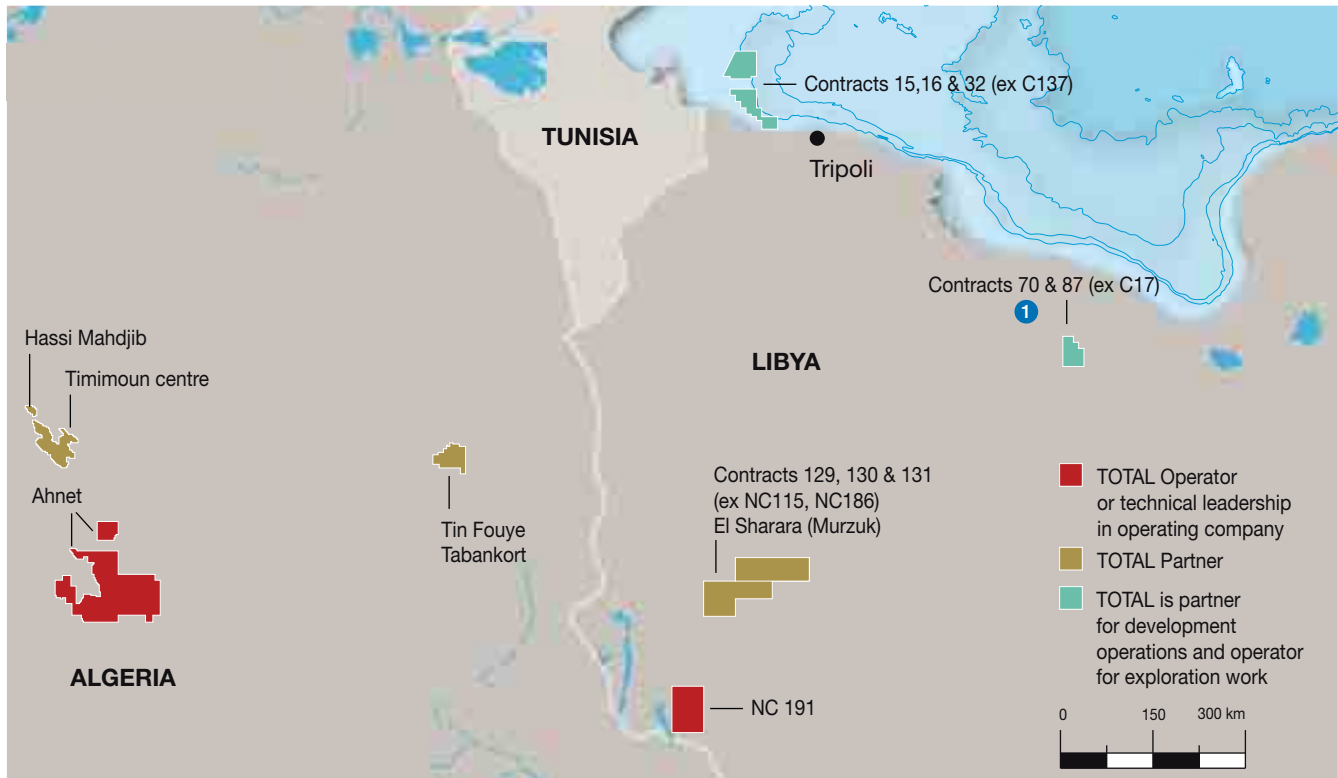 Contracts 15,16 & 32 (ex C137)
TUNISIA
Tripoli
Contracts 70 & 87 (ex C17)
1
Hassi Mahdjib
Timimoun centre
LIBYA
Ahnet
Tin Fouye
Tabankort
Contracts 129, 130 & 131
(ex NC115, NC186)
El Sharara (Murzuk)
ALGERIA
NC 191
TOTAL Operator
or technical leadership
in operating company
TOTAL Partner
TOTAL is partner
for development
operations and operator
for exploration work
0 150 300 km